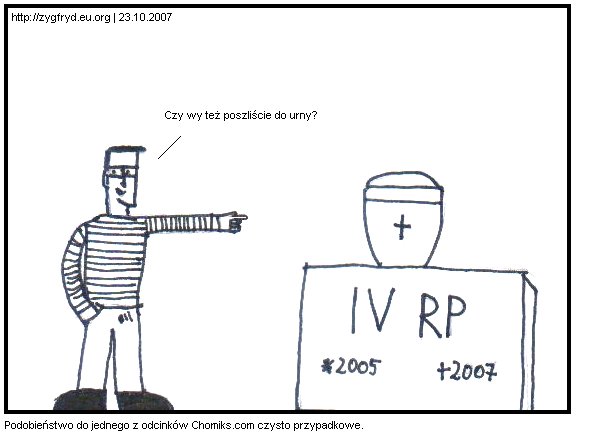 http://zygfryd.eu.org | 23.10.2007
Czy wy też poszliście do urny?
IV RP
*2005 +2007
Podobieństwo do jednego z odcinków Chomiks.com czysto przypadkowe.